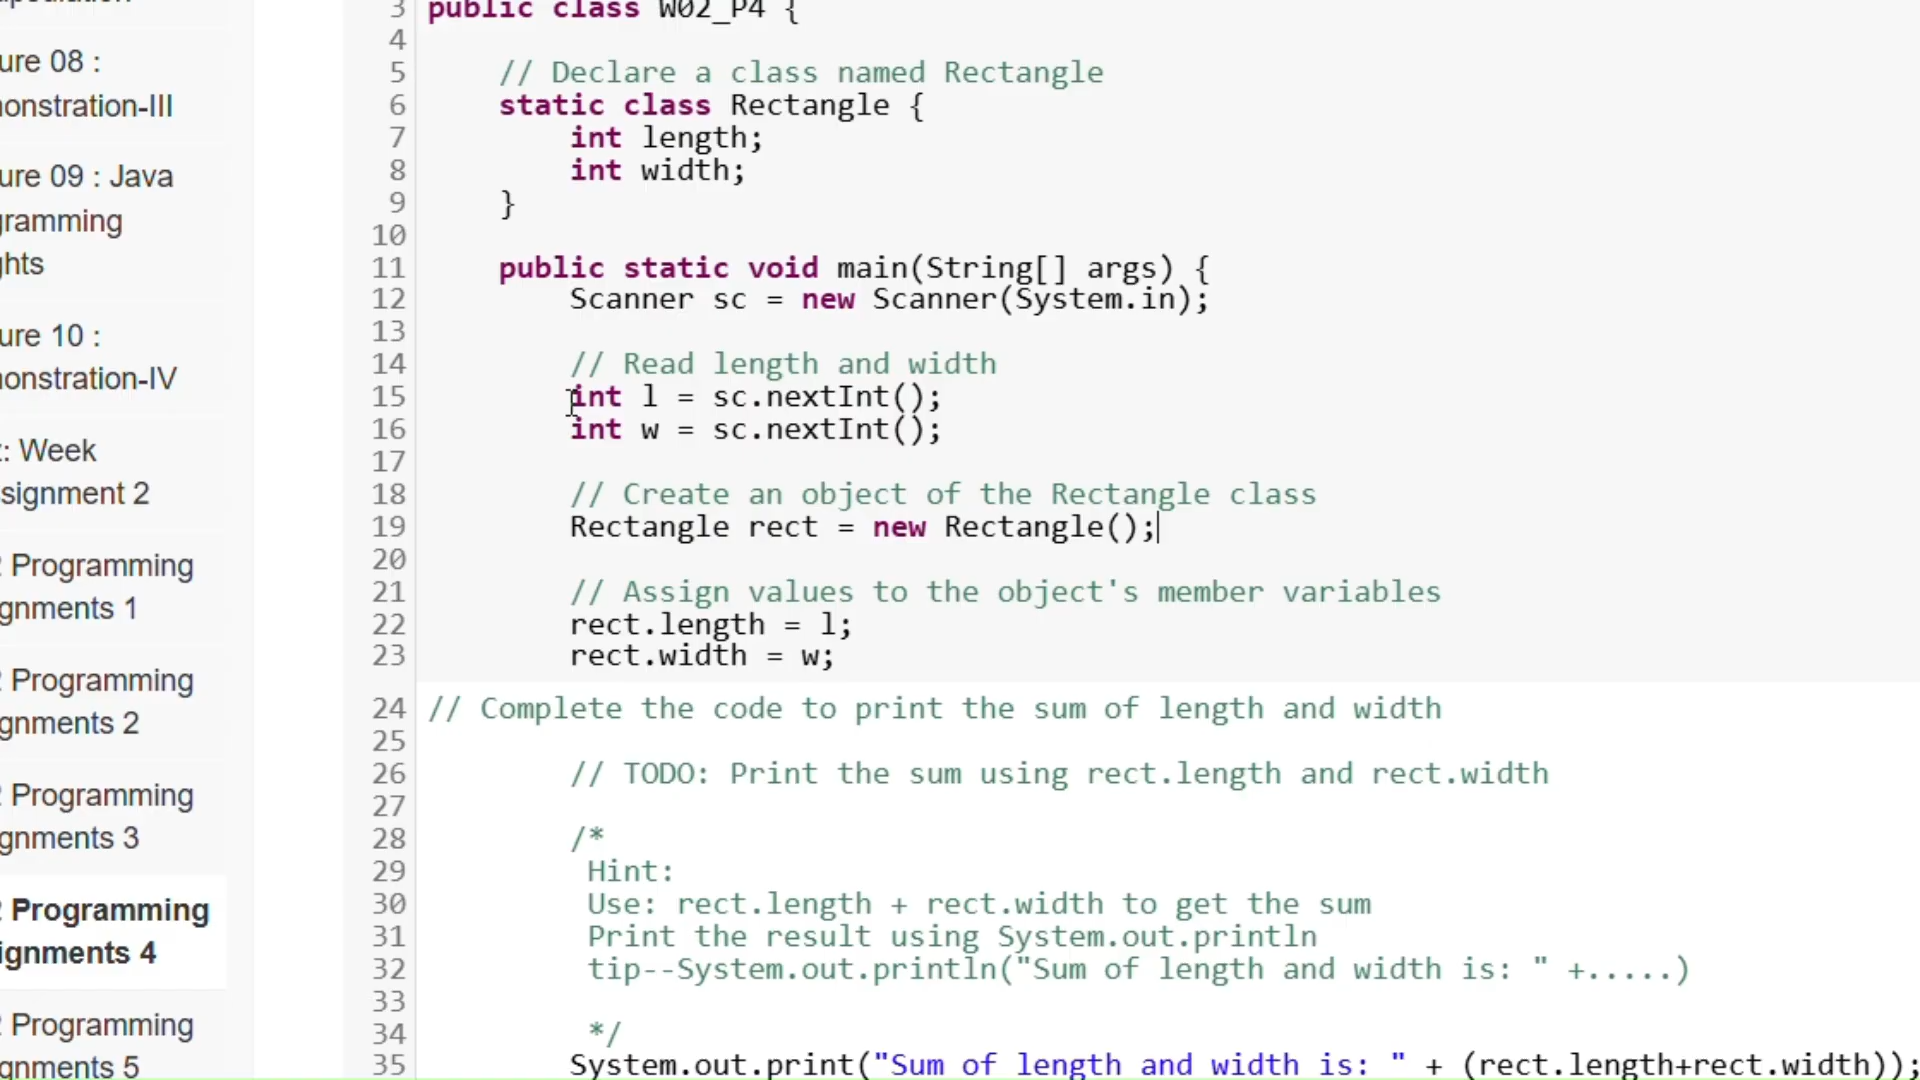 ure 08 :
onstration-III
ure 09 : Java
gramming
hts
ure 10 :
onstration-IV
: Week
signment 2
Programming
gnments 1
Programming
gnments 2
Programming
gnments 3
Programming
ignments 4
Programming
gnments 5
3 public class W02_P4 {
4
5 // Declare a class named Rectangle
6 static class Rectangle {
7 int length;
8 int width;
9 }
10
11 public static void main(String[] args) {
12 Scanner sc = new Scanner(System.in);
13
14 // Read length and width
15 int l = sc.nextInt();
16 int w = sc.nextInt();
17
18 // Create an object of the Rectangle class
19 Rectangle rect = new Rectangle();
20
21 // Assign values to the object's member variables
22 rect.length = l;
23 rect.width = w;
24 // Complete the code to print the sum of length and width
25
26 // TODO: Print the sum using rect.length and rect.width
27
28 /*
29 Hint:
30 Use: rect.length + rect.width to get the sum
31 Print the result using System.out.println
32 tip--System.out.println("Sum of length and width is: " +.....)
33
34 */
35 System.out.print("Sum of length and width is: " + (rect.length+rect.width));